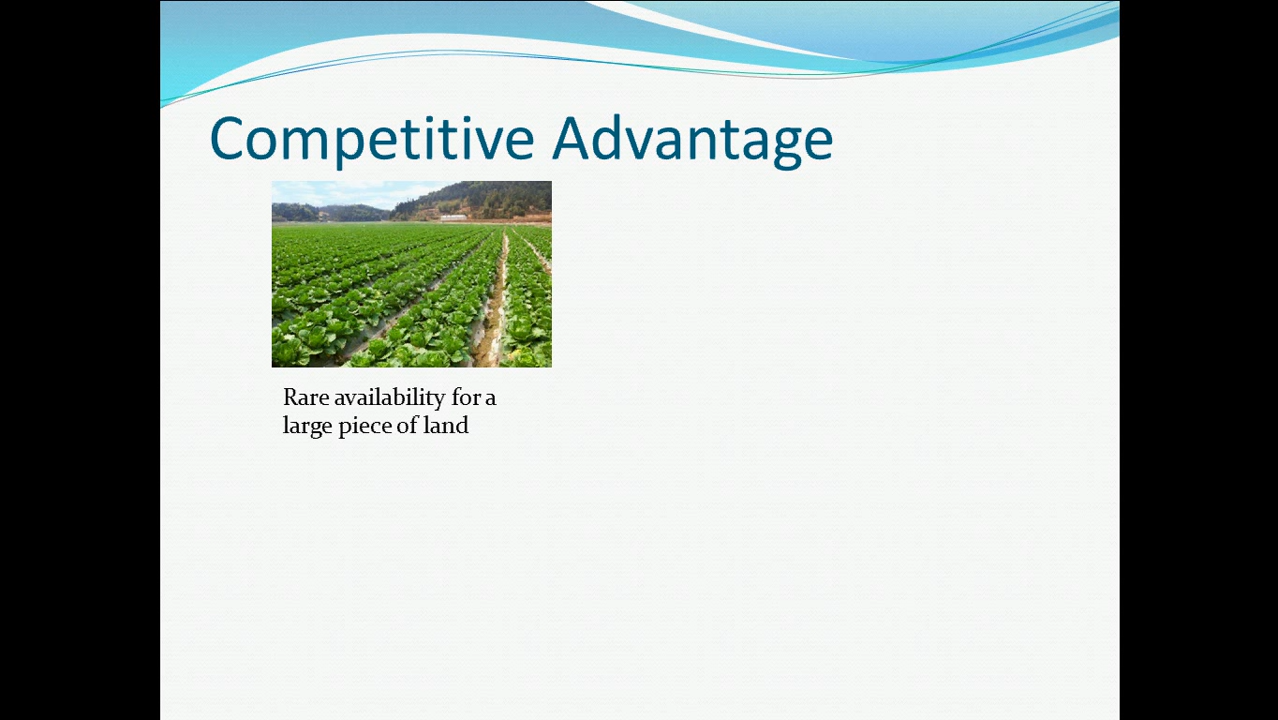 Competitive Advantage
Rare availability for a
large piece of land